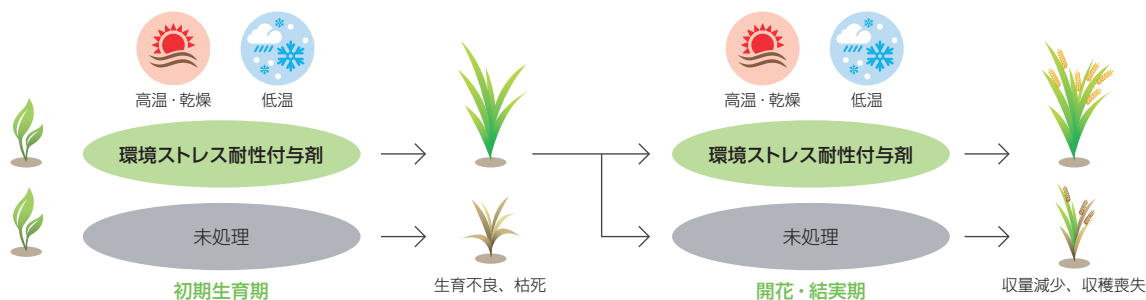 高温・乾燥
低温
高温・乾燥
低温
環境ストレス耐性付与剤
環境ストレス耐性付与剤
未処理
未処理
生育不良、枯死
収量減少、収穫喪失
初期生育期
開花・結実期